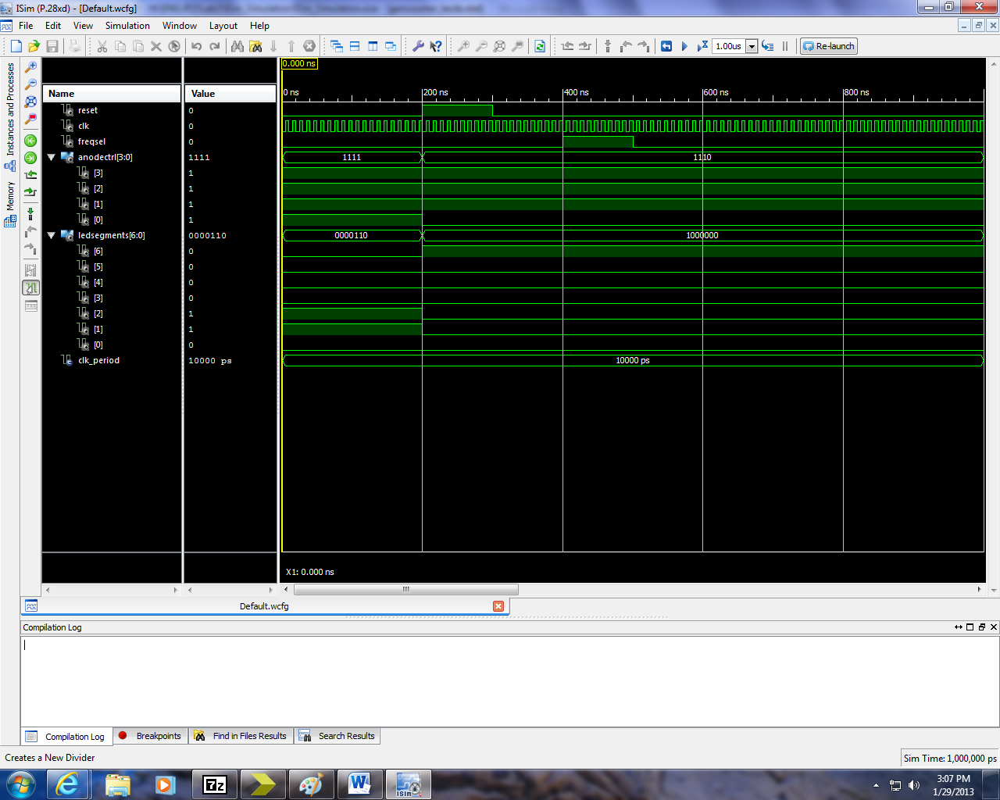 ISim (P.28xd) - [Default.wcfg]
File Edit View Simulation Window Layout Help
1.00us Re-launch
Instances and Processes
Memory
Name Value
0.000 ns
0 ns 200 ns 400 ns 600 ns 800 ns
reset 0
clk 0
freqsel 0
anodectrl[3:0] 1111 1111 1110
[3] 1
[2] 1
[1] 1
[0] 1
ledsegments[6:0] 0000110 0000110 1000000
[6] 0
[5] 0
[4] 0
[3] 0
[2] 1
[1] 1
[0] 0
clk_period 10000 ps 10000 ps
X1: 0.000 ns
Default.wcfg
Compilation Log
Compilation Log Breakpoints Find in Files Results Search Results
Creates a New Divider
Sim Time: 1,000,000 ps
7z W ISim
3:07 PM
1/29/2013